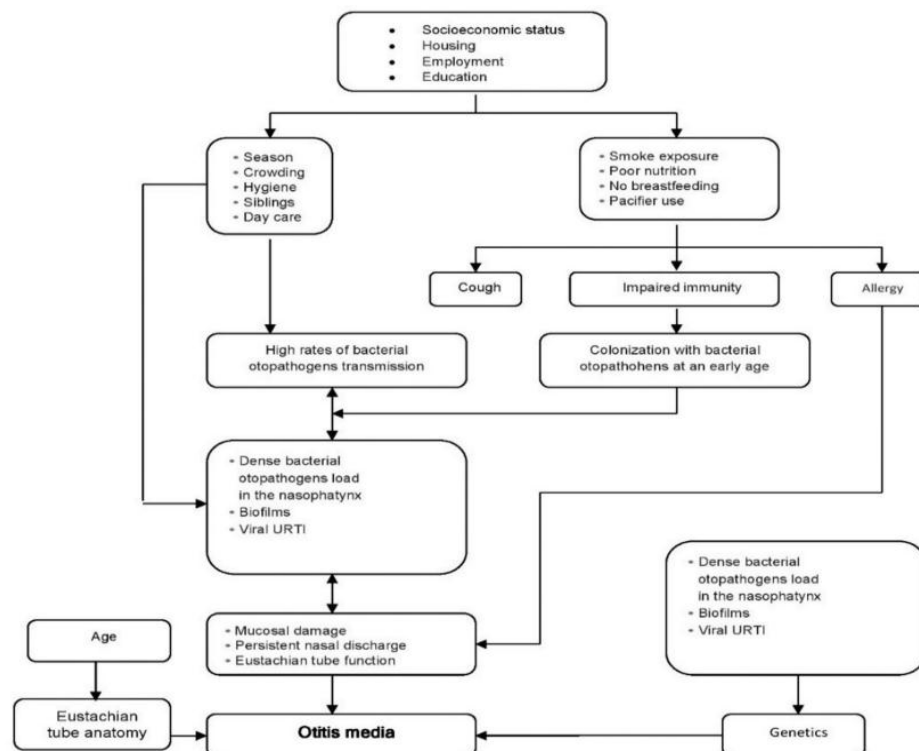 • Socioeconomic status
• Housing
• Employment
• Education
• Season
• Crowding
• Hygiene
• Siblings
• Day care
• Smoke exposure
• Poor nutrition
• No breastfeeding
• Pacifier use
Cough
Impaired immunity
Allergy
High rates of bacterial
otopathogens transmission
Colonization with bacterial
otopathohens at an early age
• Dense bacterial
otopathogens load
in the nasophatynx
• Biofilms
• Viral URTI
• Dense bacterial
otopathogens load
in the nasophatynx
• Biofilms
• Viral URTI
Age
• Mucosal damage
• Persistent nasal discharge
• Eustachian tube function
Eustachian
tube anatomy
Otitis media
Genetics